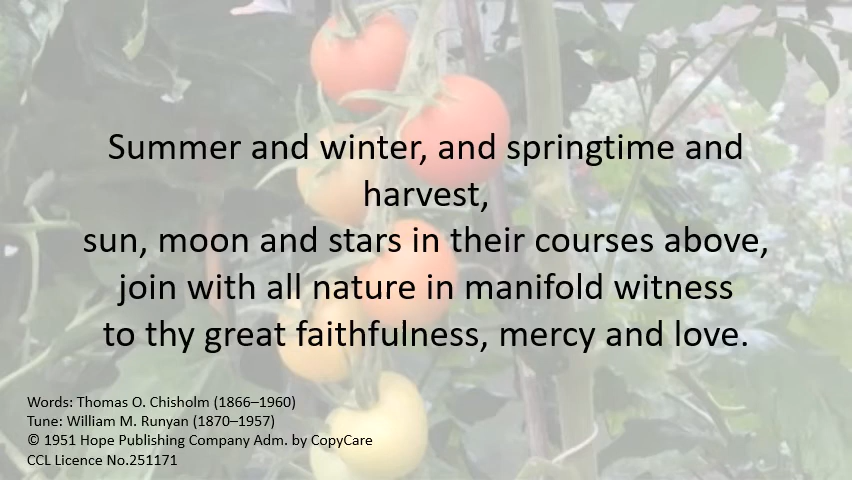 Summer and winter, and springtime and
harvest,
sun, moon and stars in their courses above,
join with all nature in manifold witness
to thy great faithfulness, mercy and love.
Words: Thomas O. Chisholm (1866–1960)
Tune: William M. Runyan (1870–1957)
© 1951 Hope Publishing Company Adm. by CopyCare
CCL Licence No.251171